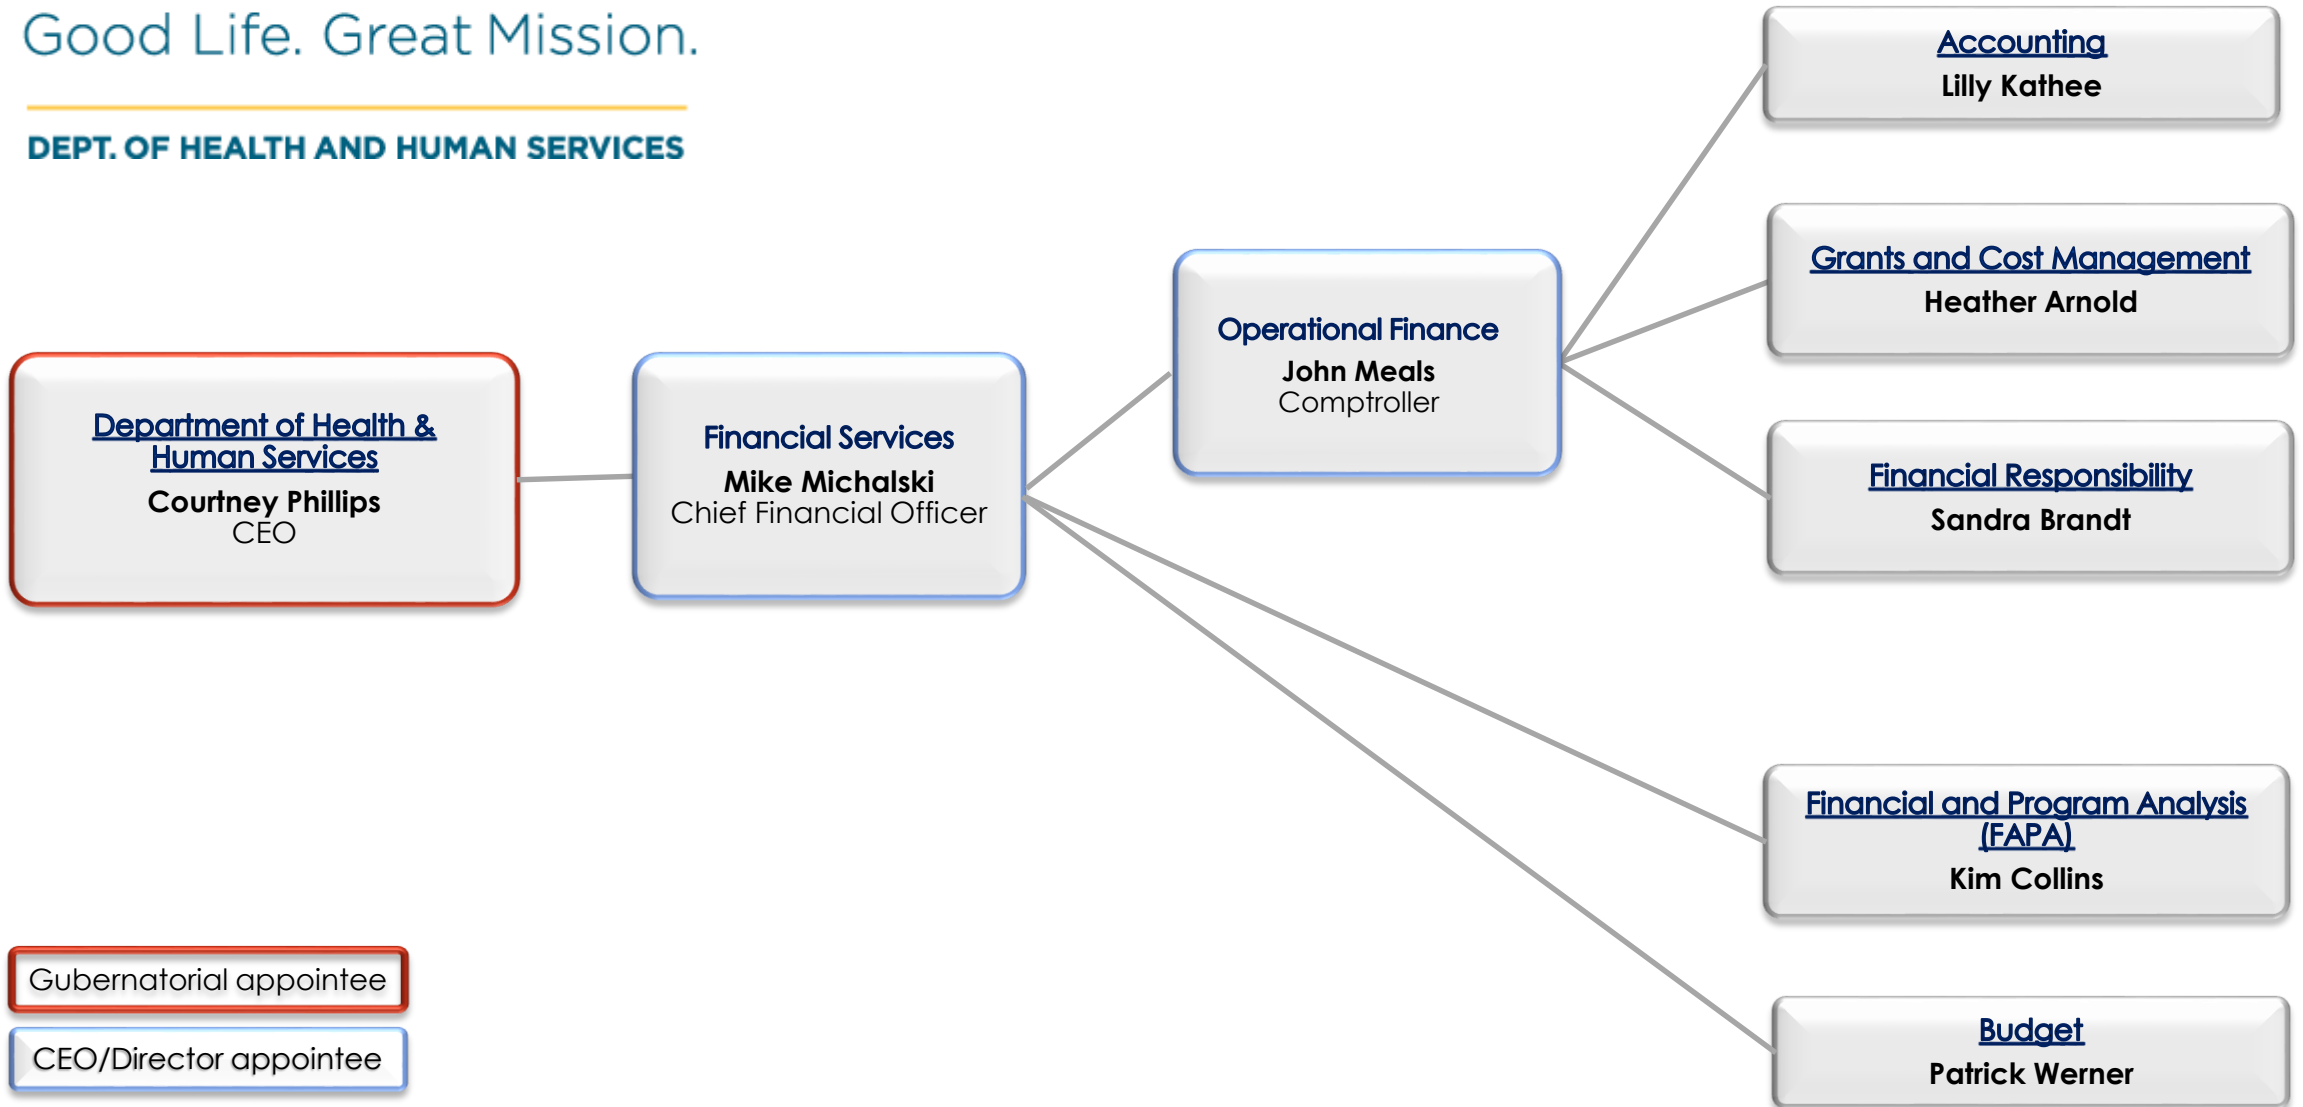 Good Life. Great Mission.
DEPT. OF HEALTH AND HUMAN SERVICES
Department of Health &
Human Services
Courtney Phillips
CEO
Financial Services
Mike Michalski
Chief Financial Officer
Operational Finance
John Meals
Comptroller
Accounting
Lilly Kathee
Grants and Cost Management
Heather Arnold
Financial Responsibility
Sandra Brandt
Financial and Program Analysis
(FAPA)
Kim Collins
Budget
Patrick Werner
Gubernatorial appointee
CEO/Director appointee